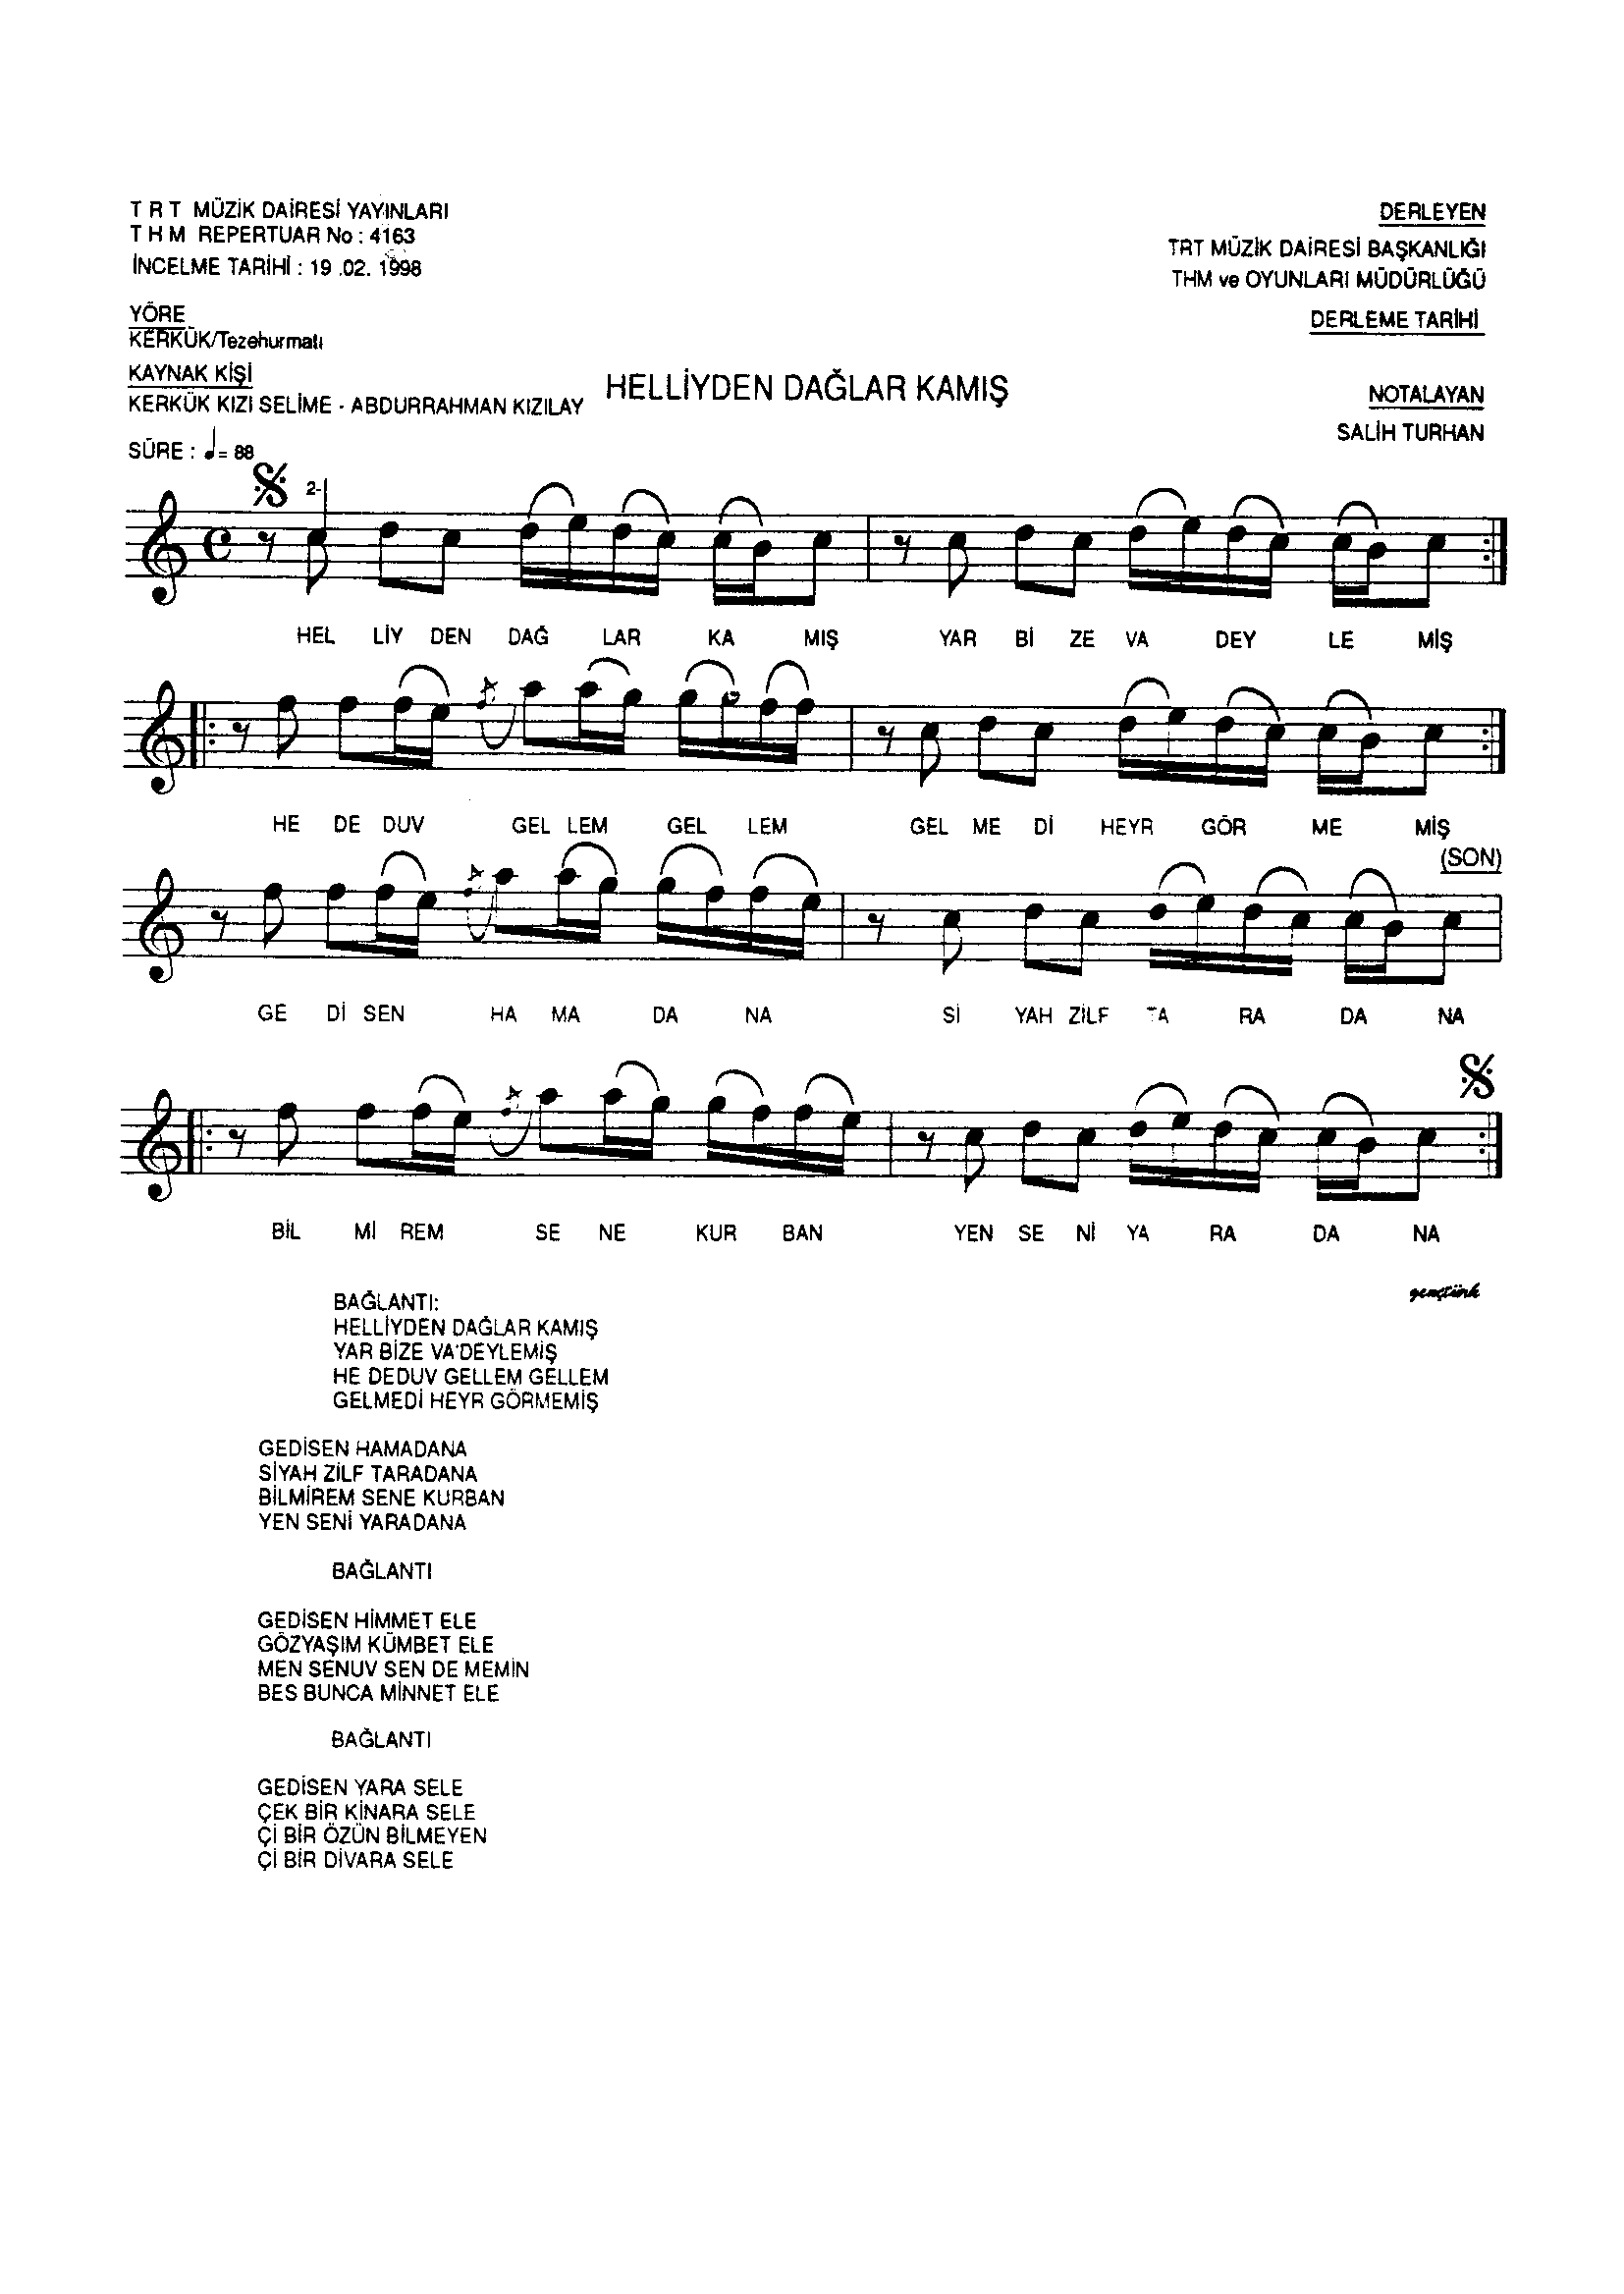 T R T MÜZİK DAİRESİ YAYINLARI
T H M REPERTUAR No : 4163
İNCELME TARİHİ : 19 .02. 1998
DERLEYEN
TRT MÜZİK DAİRESİ BAŞKANLIĞI
THM ve OYUNLARI MÜDÜRLÜĞÜ
YÖRE
KERKÜK/Tezehurmalı
DERLEME TARİHİ
KAYNAK KİŞİ
KERKÜK KIZI SELİME - ABDURRAHMAN KIZILAY
HELLİYDEN DAĞLAR KAMIŞ
NOTALAYAN
SALİH TURHAN
SÜRE : ♩= 88
2-
HEL LİY DEN DAĞ LAR KA MIŞ YAR Bİ ZE VA DEY LE MİŞ
HE DE DUV GEL LEM GEL LEM GEL ME Dİ HEYR GÖR ME MİŞ
(SON)
GE Dİ SEN HA MA DA NA Sİ YAH ZİLF TA RA DA NA
BİL Mİ REM SE NE KUR BAN YEN SE Nİ YA RA DA NA
gençtürk
BAĞLANTI:
HELLİYDEN DAĞLAR KAMIŞ
YAR BİZE VA'DEYLEMİŞ
HE DEDUV GELLEM GELLEM
GELMEDİ HEYR GÖRMEMİŞ
GEDİSEN HAMADANA
SİYAH ZİLF TARADANA
BİLMİREM SENE KURBAN
YEN SENİ YARADANA
BAĞLANTI
GEDİSEN HİMMET ELE
GÖZYAŞIM KÜMBET ELE
MEN SENUV SEN DE MEMİN
BES BUNCA MİNNET ELE
BAĞLANTI
GEDİSEN YARA SELE
ÇEK BİR KİNARA SELE
Çİ BİR ÖZÜN BİLMEYEN
Çİ BİR DİVARA SELE